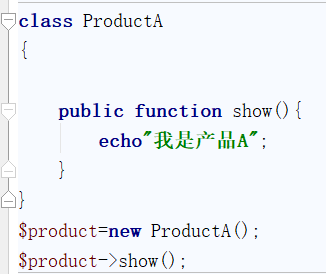 class ProductA
{
public function show(){
echo"我是产品A";
}
}
$product=new ProductA();
$product->show();